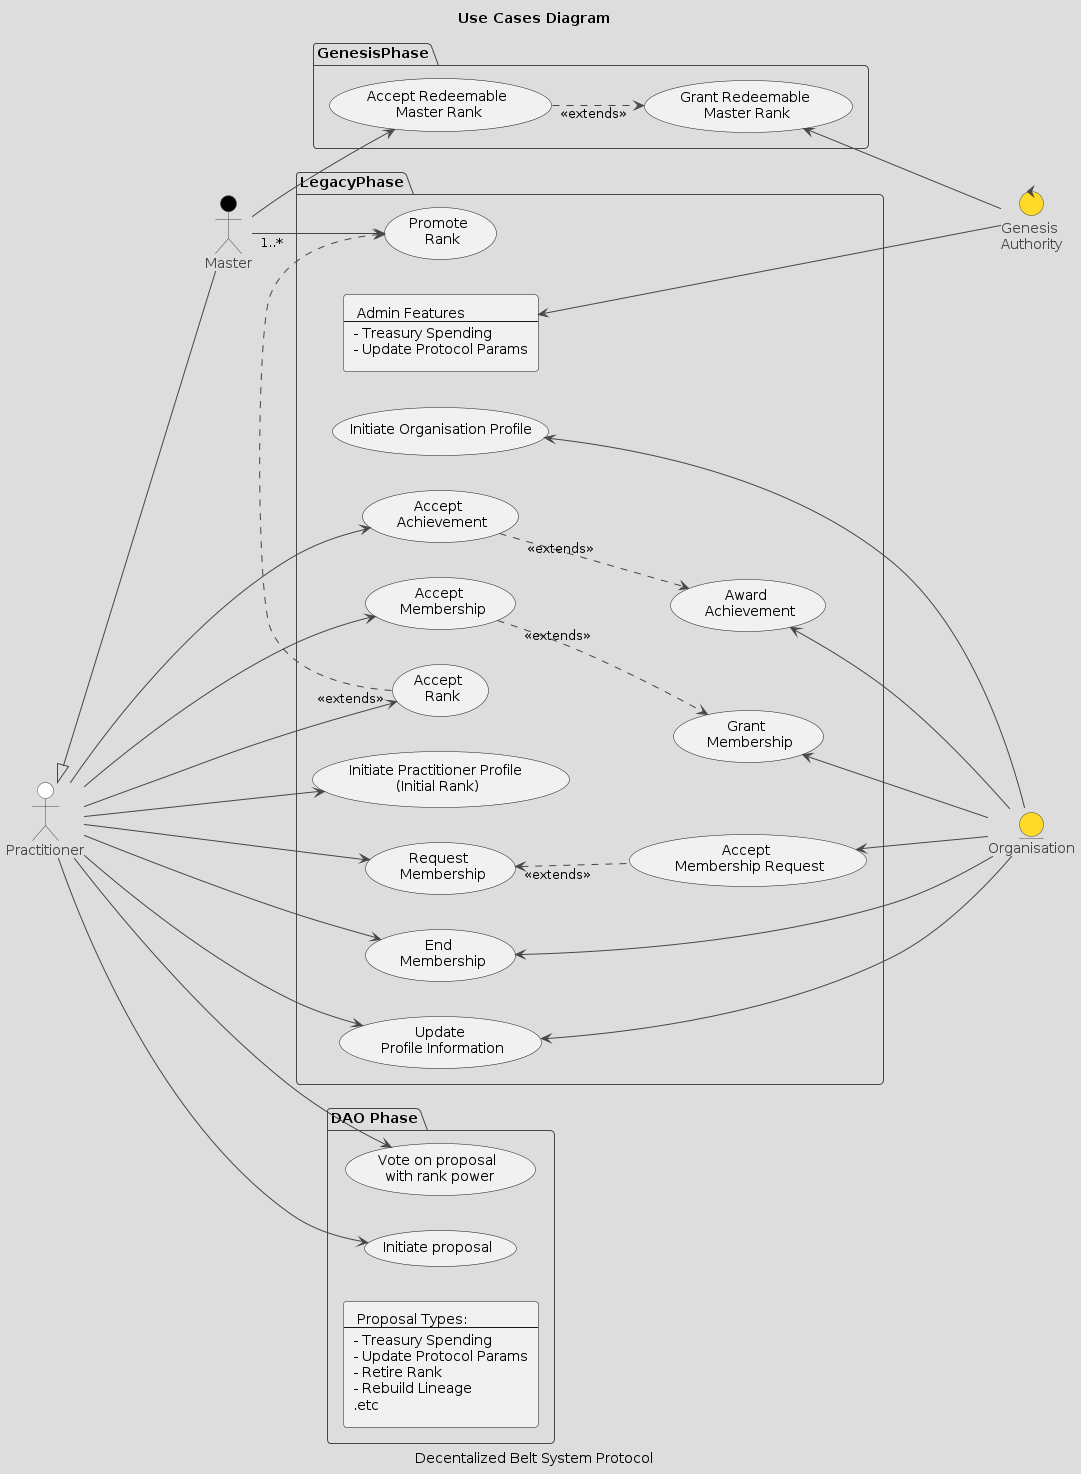 Use Cases Diagram
GenesisPhase
Accept Redeemable
Master Rank
«extends»
Grant Redeemable
Master Rank
LegacyPhase
Promote
Rank
1..*
Master
Genesis
Authority
Admin Features
- Treasury Spending
- Update Protocol Params
Initiate Organisation Profile
Accept
Achievement
«extends»
Award
Achievement
Accept
Membership
«extends»
Accept
Rank
«extends»
Grant
Membership
Initiate Practitioner Profile
(Initial Rank)
Practitioner
Request
Membership
«extends»
Accept
Membership Request
Organisation
End
Membership
Update
Profile Information
DAO Phase
Vote on proposal
with rank power
Initiate proposal
Proposal Types:
- Treasury Spending
- Update Protocol Params
- Retire Rank
- Rebuild Lineage
.etc
Decentalized Belt System Protocol